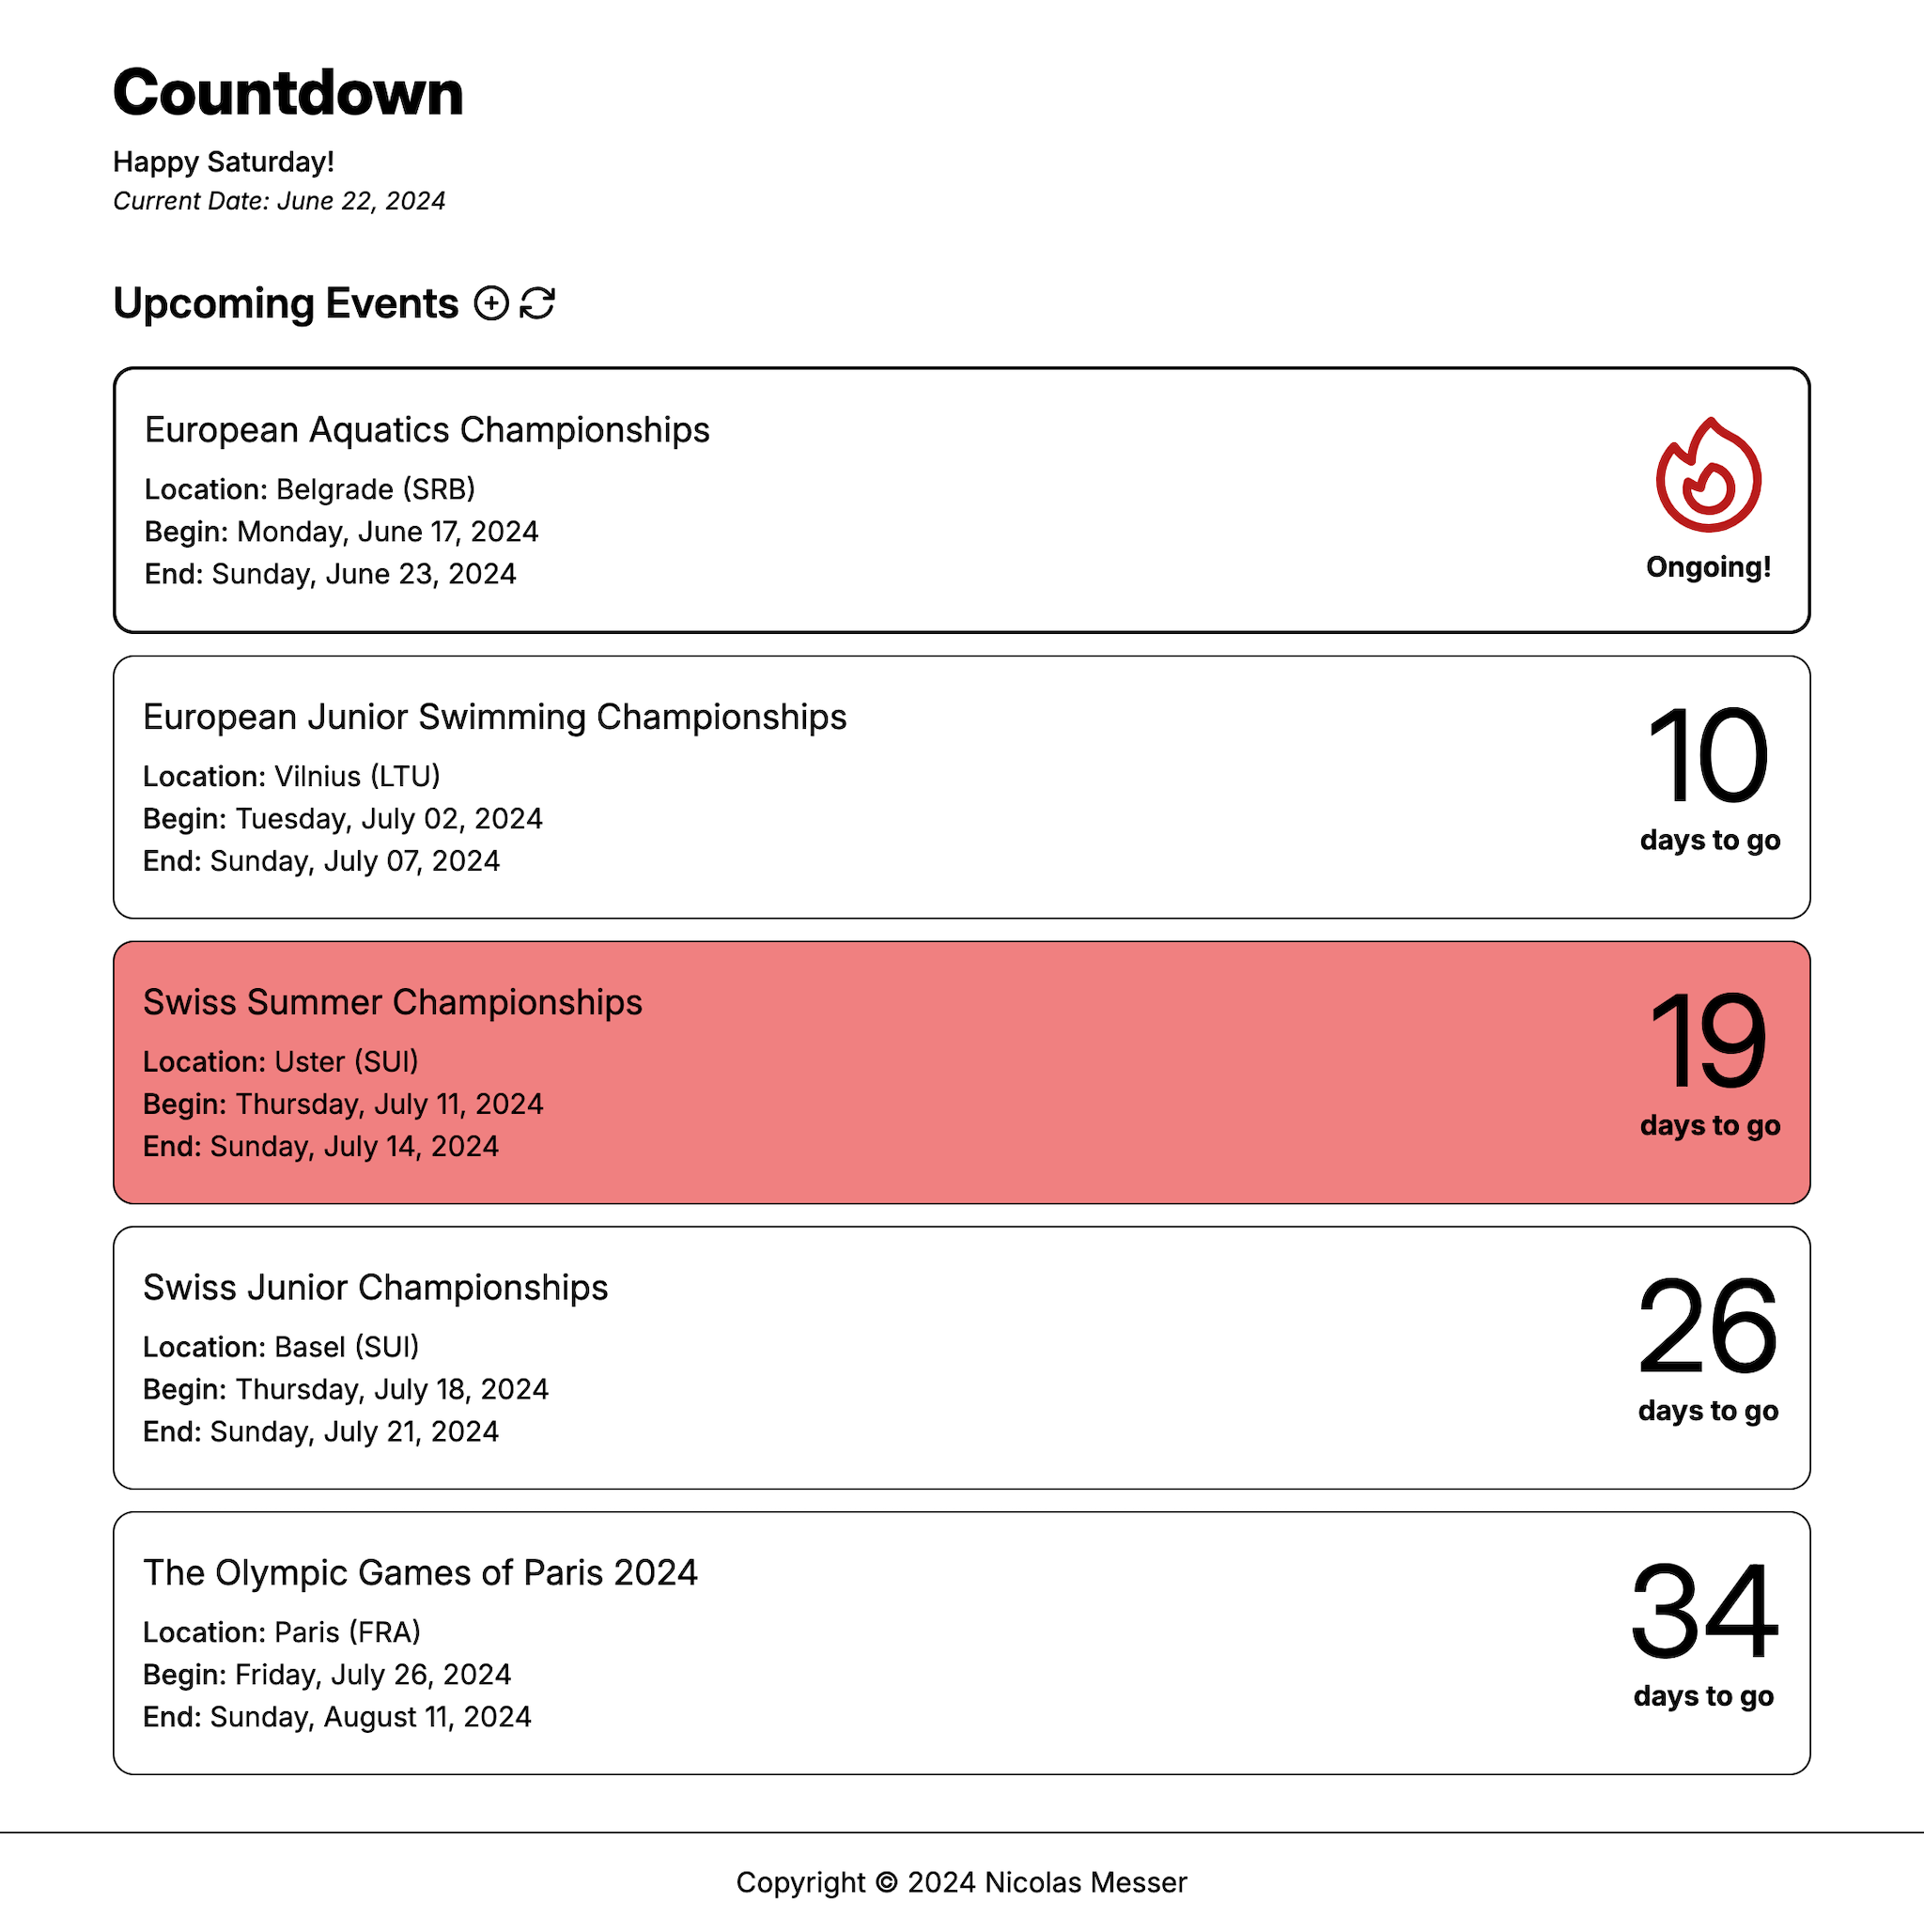 Countdown
Happy Saturday!
Current Date: June 22, 2024
Upcoming Events
European Aquatics Championships
Location: Belgrade (SRB)
Begin: Monday, June 17, 2024
End: Sunday, June 23, 2024
Ongoing!
European Junior Swimming Championships
Location: Vilnius (LTU)
Begin: Tuesday, July 02, 2024
End: Sunday, July 07, 2024
10
days to go
Swiss Summer Championships
Location: Uster (SUI)
Begin: Thursday, July 11, 2024
End: Sunday, July 14, 2024
19
days to go
Swiss Junior Championships
Location: Basel (SUI)
Begin: Thursday, July 18, 2024
End: Sunday, July 21, 2024
26
days to go
The Olympic Games of Paris 2024
Location: Paris (FRA)
Begin: Friday, July 26, 2024
End: Sunday, August 11, 2024
34
days to go
Copyright © 2024 Nicolas Messer